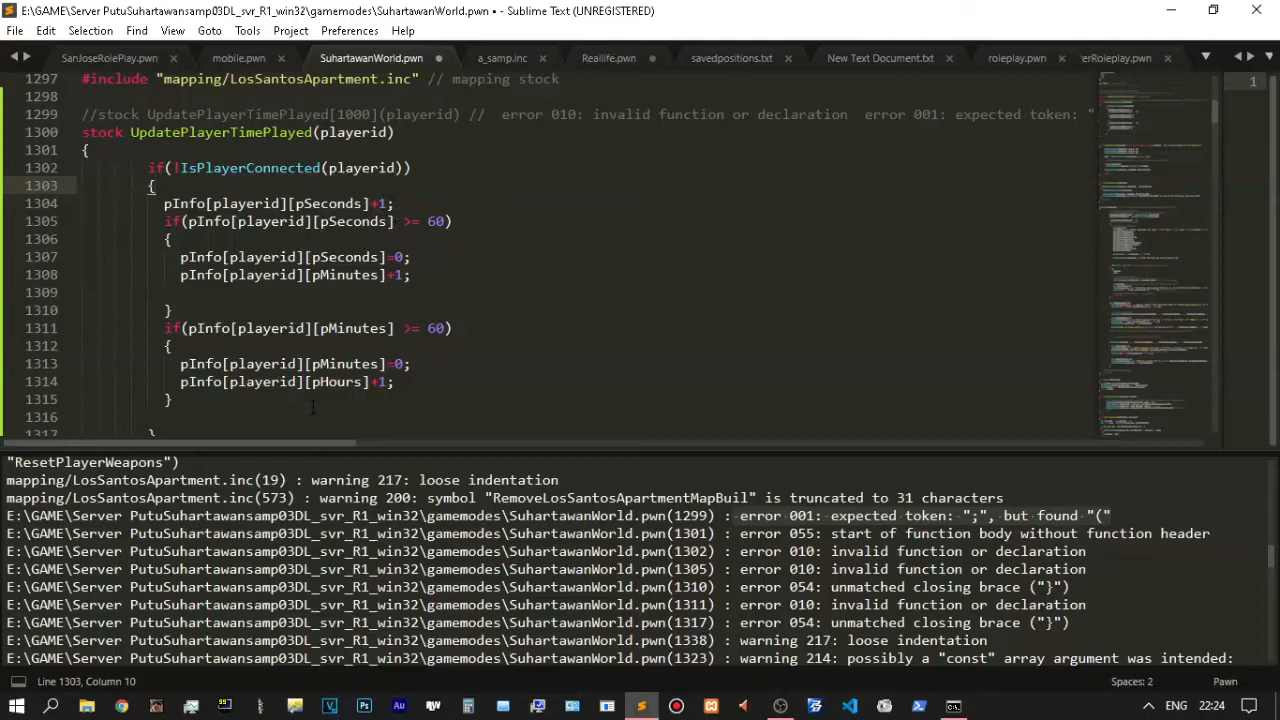 E:\GAME\Server PutuSuhartawansamp03DL_svr_R1_win32\gamemodes\SuhartawanWorld.pwn • - Sublime Text (UNREGISTERED)
File Edit Selection Find View Goto Tools Project Preferences Help
SanJoseRolePlay.pwn mobile.pwn SuhartawanWorld.pwn a_samp.inc Reallife.pwn savedpositions.txt New Text Document.txt roleplay.pwn erRoleplay.pwn
1297 #include "mapping/LosSantosApartment.inc" // mapping stock
1298
1299 //stock UpdatePlayerTimePlayed[1000](playerid) // error 010: invalid function or declaration error 001: expected token: "
1300 stock UpdatePlayerTimePlayed(playerid)
1301 {
1302 if(!IsPlayerConnected(playerid))
1303 {
1304 pInfo[playerid][pSeconds]+1;
1305 if(pInfo[playerid][pSeconds] >= 60)
1306 {
1307 pInfo[playerid][pSeconds]=0;
1308 pInfo[playerid][pMinutes]+1;
1309
1310 }
1311 if(pInfo[playerid][pMinutes] >= 60)
1312 {
1313 pInfo[playerid][pMinutes]=0;
1314 pInfo[playerid][pHours]+1;
1315 }
1316
1317 }
1
"ResetPlayerWeapons")
mapping/LosSantosApartment.inc(19) : warning 217: loose indentation
mapping/LosSantosApartment.inc(573) : warning 200: symbol "RemoveLosSantosApartmentMapBuil" is truncated to 31 characters
E:\GAME\Server PutuSuhartawansamp03DL_svr_R1_win32\gamemodes\SuhartawanWorld.pwn(1299) : error 001: expected token: ";", but found "("
E:\GAME\Server PutuSuhartawansamp03DL_svr_R1_win32\gamemodes\SuhartawanWorld.pwn(1301) : error 055: start of function body without function header
E:\GAME\Server PutuSuhartawansamp03DL_svr_R1_win32\gamemodes\SuhartawanWorld.pwn(1302) : error 010: invalid function or declaration
E:\GAME\Server PutuSuhartawansamp03DL_svr_R1_win32\gamemodes\SuhartawanWorld.pwn(1305) : error 010: invalid function or declaration
E:\GAME\Server PutuSuhartawansamp03DL_svr_R1_win32\gamemodes\SuhartawanWorld.pwn(1310) : error 054: unmatched closing brace ("}")
E:\GAME\Server PutuSuhartawansamp03DL_svr_R1_win32\gamemodes\SuhartawanWorld.pwn(1311) : error 010: invalid function or declaration
E:\GAME\Server PutuSuhartawansamp03DL_svr_R1_win32\gamemodes\SuhartawanWorld.pwn(1317) : error 054: unmatched closing brace ("}")
E:\GAME\Server PutuSuhartawansamp03DL_svr_R1_win32\gamemodes\SuhartawanWorld.pwn(1338) : warning 217: loose indentation
E:\GAME\Server PutuSuhartawansamp03DL_svr_R1_win32\gamemodes\SuhartawanWorld.pwn(1323) : warning 214: possibly a "const" array argument was intended:
Line 1303, Column 10 Spaces: 2 Pawn
ENG 22:24